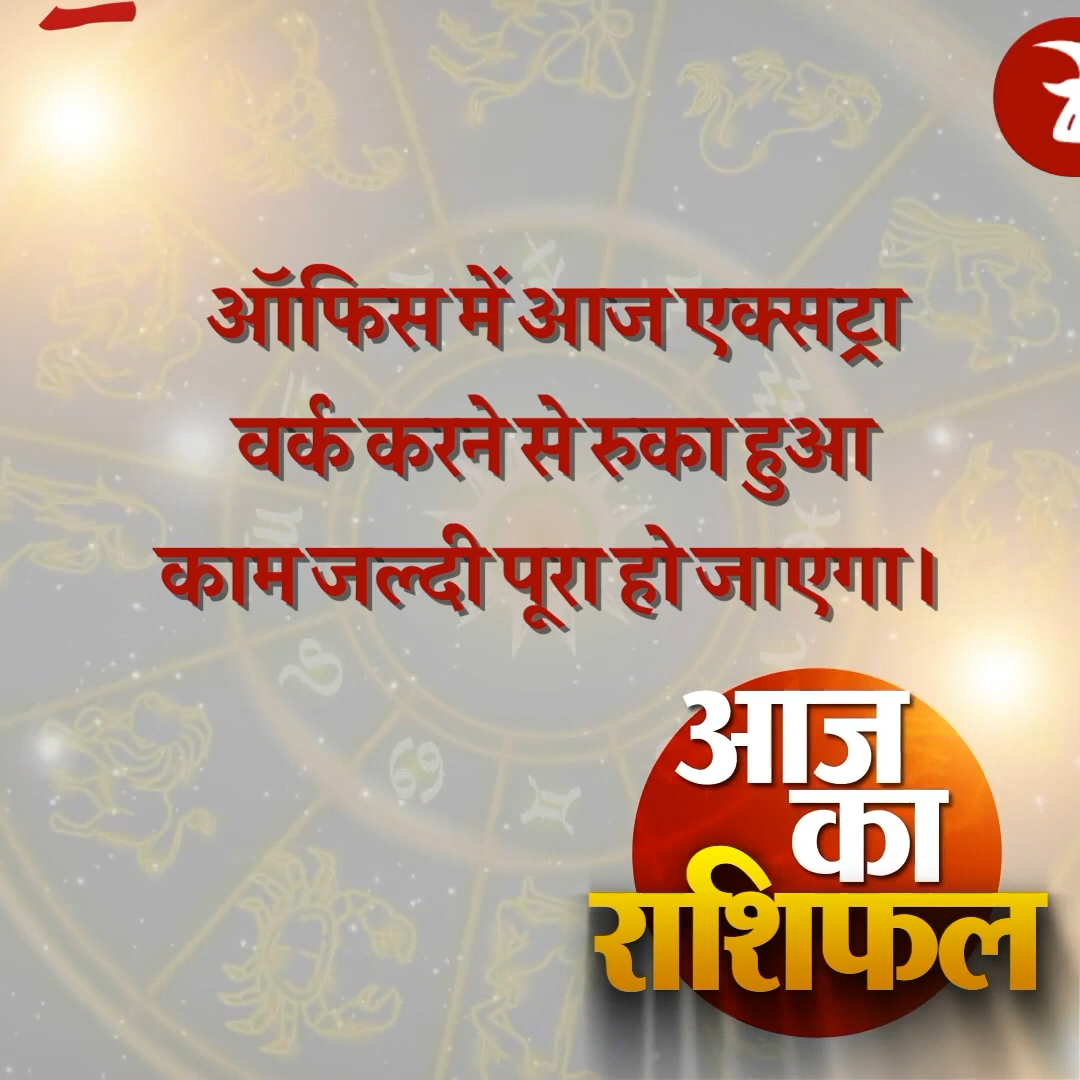 ऑफिस में आज एक्सट्रा
वर्क करने से रुका हुआ
काम जल्दी पूरा हो जाएगा।
आज
का
राशिफल